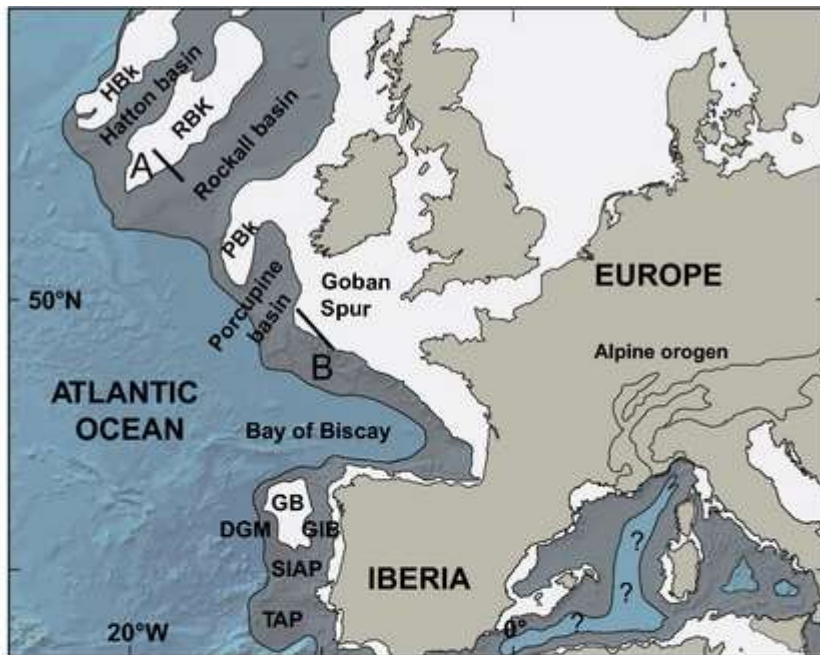 HBk
Hatton basin
RBK
A
Rockall basin
PBk
Porcupine
basin
Goban
Spur
EUROPE
50°N
B
Alpine orogen
ATLANTIC
OCEAN
Bay of Biscay
GB
DGM
GIB
SIAP
IBERIA
TAP
?
?
?
20°W
0°